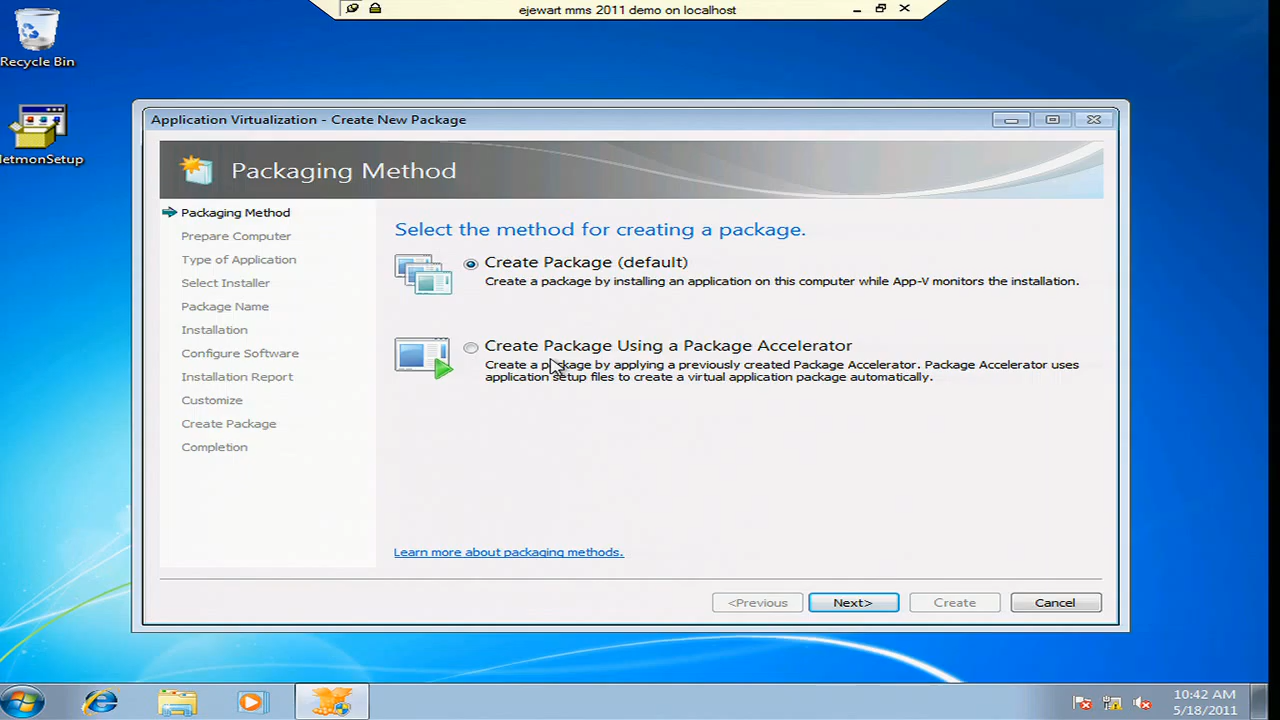 ejewart mms 2011 demo on localhost
Recycle Bin
etmonSetup
Application Virtualization - Create New Package
Packaging Method
Packaging Method
Prepare Computer
Type of Application
Select Installer
Package Name
Installation
Configure Software
Installation Report
Customize
Create Package
Completion
Select the method for creating a package.
Create Package (default)
Create a package by installing an application on this computer while App-V monitors the installation.
Create Package Using a Package Accelerator
Create a package by applying a previously created Package Accelerator. Package Accelerator uses
application setup files to create a virtual application package automatically.
Learn more about packaging methods.
<Previous
Next>
Create
Cancel
10:42 AM
5/18/2011